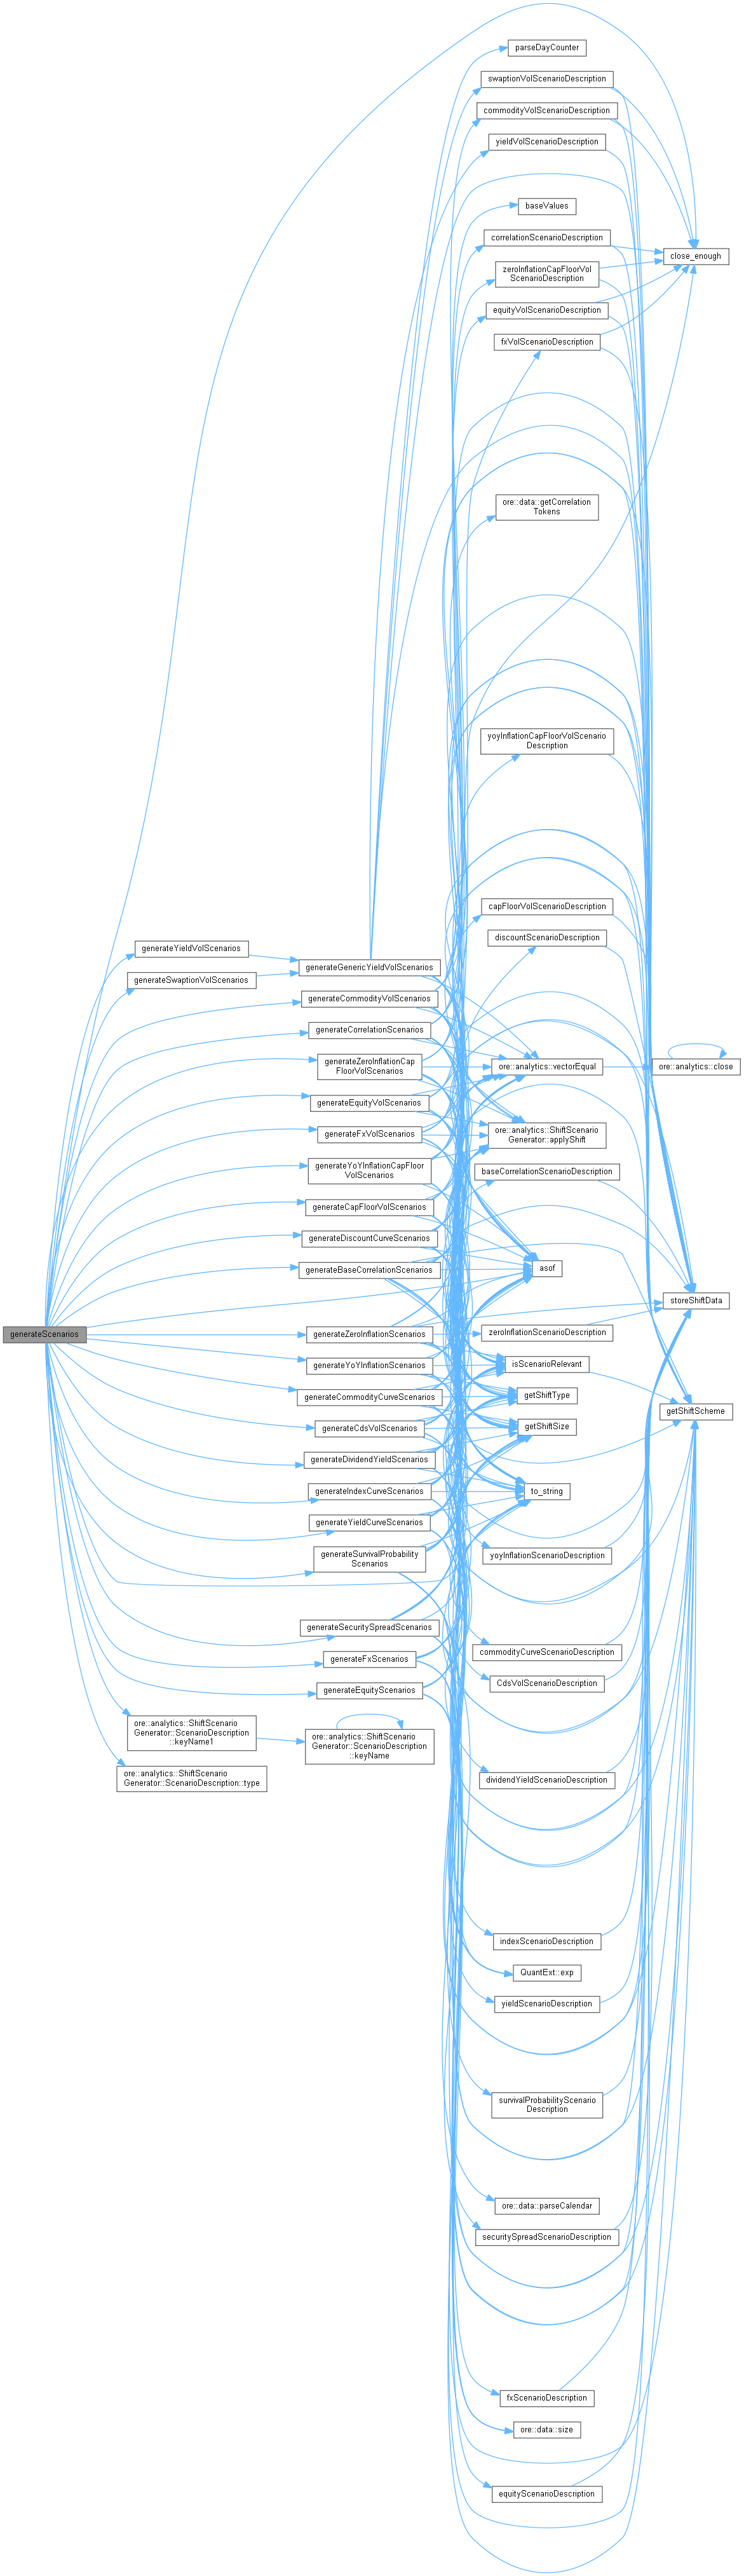 parseDayCounter
swaptionVolScenarioDescription
commodityVolScenarioDescription
yieldVolScenarioDescription
baseValues
correlationScenarioDescription
close_enough
zeroInflationCapFloorVol
ScenarioDescription
equityVolScenarioDescription
fxVolScenarioDescription
ore::data::getCorrelation
Tokens
yoyInflationCapFloorVolScenario
Description
capFloorVolScenarioDescription
discountScenarioDescription
generateYieldVolScenarios
generateGenericYieldVolScenarios
generateSwaptionVolScenarios
generateCommodityVolScenarios
generateCorrelationScenarios
generateZeroInflationCap
FloorVolScenarios
ore::analytics::vectorEqual
ore::analytics::close
generateEquityVolScenarios
generateFxVolScenarios
ore::analytics::ShiftScenario
Generator::applyShift
generateYoYInflationCapFloor
VolScenarios
baseCorrelationScenarioDescription
generateCapFloorVolScenarios
generateDiscountCurveScenarios
generateBaseCorrelationScenarios
asof
storeShiftData
generateScenarios
generateZeroInflationScenarios
zeroInflationScenarioDescription
generateYoYInflationScenarios
isScenarioRelevant
generateCommodityCurveScenarios
getShiftType
getShiftScheme
generateCdsVolScenarios
getShiftSize
generateDividendYieldScenarios
generateIndexCurveScenarios
to_string
generateYieldCurveScenarios
generateSurvivalProbability
Scenarios
yoyInflationScenarioDescription
generateSecuritySpreadScenarios
commodityCurveScenarioDescription
generateFxScenarios
CdsVolScenarioDescription
generateEquityScenarios
ore::analytics::ShiftScenario
Generator::ScenarioDescription
::keyName1
ore::analytics::ShiftScenario
Generator::ScenarioDescription
::keyName
ore::analytics::ShiftScenario
Generator::ScenarioDescription::type
dividendYieldScenarioDescription
indexScenarioDescription
QuantExt::exp
yieldScenarioDescription
survivalProbabilityScenario
Description
ore::data::parseCalendar
securitySpreadScenarioDescription
fxScenarioDescription
ore::data::size
equityScenarioDescription